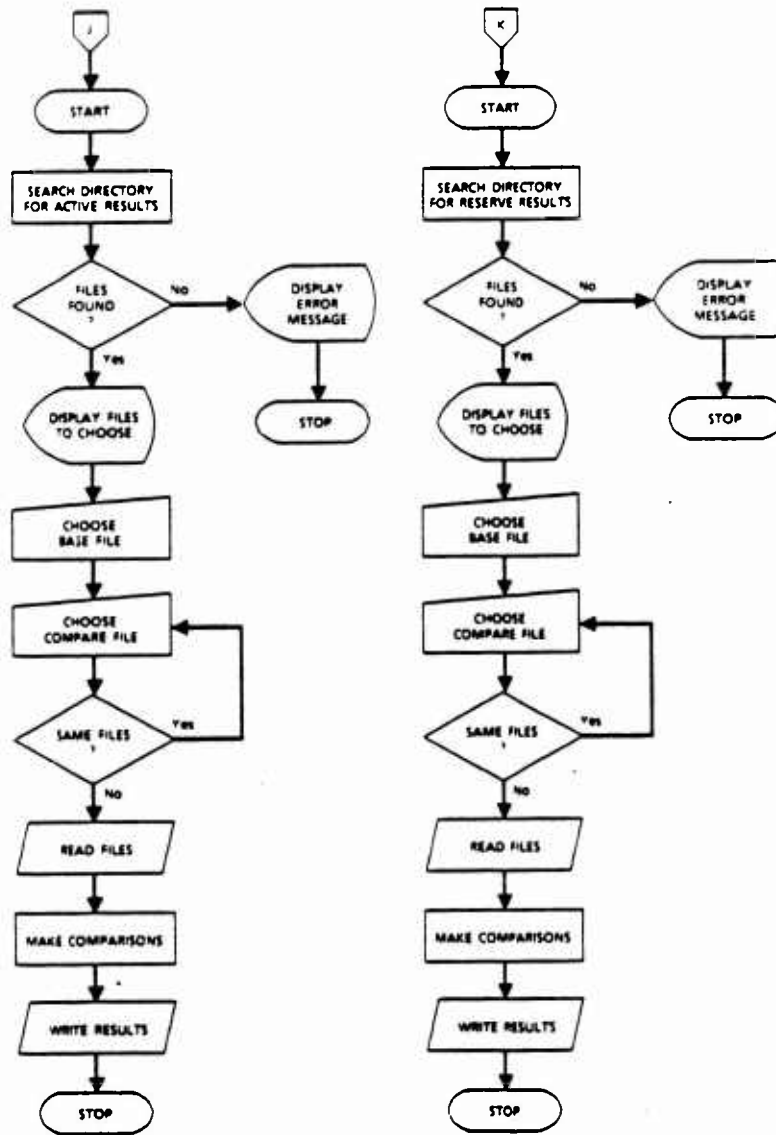 J
START
SEARCH DIRECTORY
FOR ACTIVE RESULTS
FILES
FOUND
?
No
DISPLAY
ERROR
MESSAGE
STOP
Yes
DISPLAY FILES
TO CHOOSE
CHOOSE
BASE FILE
CHOOSE
COMPARE FILE
SAME FILES
?
Yes
No
READ FILES
MAKE COMPARISONS
WRITE RESULTS
STOP
K
START
SEARCH DIRECTORY
FOR RESERVE RESULTS
FILES
FOUND
?
No
DISPLAY
ERROR
MESSAGE
STOP
Yes
DISPLAY FILES
TO CHOOSE
CHOOSE
BASE FILE
CHOOSE
COMPARE FILE
SAME FILES
?
Yes
No
READ FILES
MAKE COMPARISONS
WRITE RESULTS
STOP